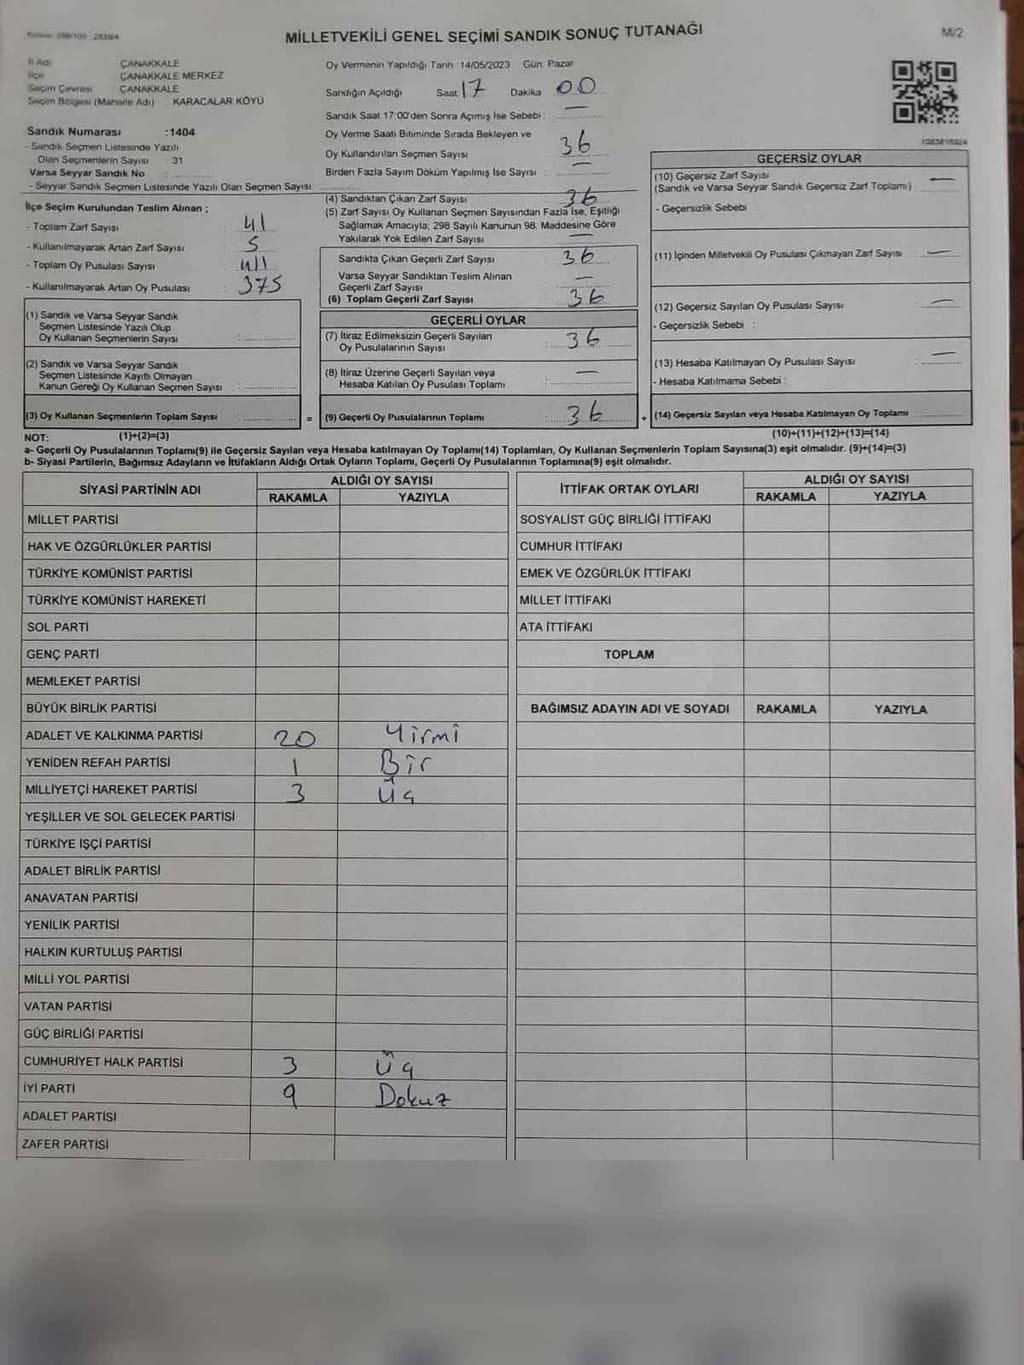 MİLLETVEKİLİ GENEL SEÇİMİ SANDIK SONUÇ TUTANAĞI
M/2
İl Adı ÇANAKKALE
İlçe ÇANAKKALE MERKEZ
Seçim Çevresi ÇANAKKALE
Seçim Bölgesi (Mahalle Adı) KARACALAR KÖYÜ
Sandık Numarası :1404
- Sandık Seçmen Listesinde Yazılı
Olan Seçmenlerin Sayısı 31
Varsa Seyyar Sandık No :
- Seyyar Sandık Seçmen Listesinde Yazılı Olan Seçmen Sayısı:
İlçe Seçim Kurulundan Teslim Alınan ;
- Toplam Zarf Sayısı : 41
- Kullanılmayarak Artan Zarf Sayısı : 5
- Toplam Oy Pusulası Sayısı : 411
- Kullanılmayarak Artan Oy Pusulası : 375
(1) Sandık ve Varsa Seyyar Sandık
Seçmen Listesinde Yazılı Olup
Oy Kullanan Seçmenlerin Sayısı :
(2) Sandık ve Varsa Seyyar Sandık
Seçmen Listesinde Kayıtlı Olmayan
Kanun Gereği Oy Kullanan Seçmen Sayısı :
(3) Oy Kullanan Seçmenlerin Toplam Sayısı :
Oy Vermenin Yapıldığı Tarih :14/05/2023 Gün: Pazar
Sandığın Açıldığı Saat: 17 Dakika 00
Sandık Saat 17:00'den Sonra Açımış İse Sebebi : —
Oy Verme Saati Bitiminde Sırada Bekleyen ve
Oy Kullandırılan Seçmen Sayısı : 36
Birden Fazla Sayım Döküm Yapılmış İse Sayısı : —
(4) Sandıktan Çıkan Zarf Sayısı : 36
(5) Zarf Sayısı Oy Kullanan Seçmen Sayısından Fazla İse, Eşitliği
Sağlamak Amacıyla; 298 Sayılı Kanunun 98. Maddesine Göre
Yakılarak Yok Edilen Zarf Sayısı : —
Sandıkta Çıkan Geçerli Zarf Sayısı : 36
Varsa Seyyar Sandıktan Teslim Alınan
Geçerli Zarf Sayısı : —
(6) Toplam Geçerli Zarf Sayısı : 36
GEÇERLİ OYLAR
(7) İtiraz Edilmeksizin Geçerli Sayılan
Oy Pusulalarının Sayısı : 36
(8) İtiraz Üzerine Geçerli Sayılan veya
Hesaba Katılan Oy Pusulası Toplamı : —
= (9) Geçerli Oy Pusulalarının Toplamı : 36
GEÇERSİZ OYLAR
(10) Geçersiz Zarf Sayısı : —
(Sandık ve Varsa Seyyar Sandık Geçersiz Zarf Toplamı)
- Geçersizlik Sebebi :
(11) İçinden Milletvekili Oy Pusulası Çıkmayan Zarf Sayısı : —
(12) Geçersiz Sayılan Oy Pusulası Sayısı : —
- Geçersizlik Sebebi :
(13) Hesaba Katılmayan Oy Pusulası Sayısı : —
- Hesaba Katılmama Sebebi :
+ (14) Geçersiz Sayılan veya Hesaba Katılmayan Oy Toplamı :
NOT: (1)+(2)=(3) (10)+(11)+(12)+(13)=(14)
a- Geçerli Oy Pusulalarının Toplamı(9) ile Geçersiz Sayılan veya Hesaba katılmayan Oy Toplamı(14) Toplamları, Oy Kullanan Seçmenlerin Toplam Sayısına(3) eşit olmalıdır. (9)+(14)=(3)
b- Siyasi Partilerin, Bağımsız Adayların ve İttifakların Aldığı Ortak Oyların Toplamı, Geçerli Oy Pusulalarının Toplamına(9) eşit olmalıdır.
SİYASİ PARTİNİN ADI ALDIĞI OY SAYISI
RAKAMLA YAZIYLA
MİLLET PARTİSİ
HAK VE ÖZGÜRLÜKLER PARTİSİ
TÜRKİYE KOMÜNİST PARTİSİ
TÜRKİYE KOMÜNİST HAREKETİ
SOL PARTİ
GENÇ PARTİ
MEMLEKET PARTİSİ
BÜYÜK BİRLİK PARTİSİ
ADALET VE KALKINMA PARTİSİ 20 Yirmi
YENİDEN REFAH PARTİSİ 1 Bir
MİLLİYETÇİ HAREKET PARTİSİ 3 Üç
YEŞİLLER VE SOL GELECEK PARTİSİ
TÜRKİYE İŞÇİ PARTİSİ
ADALET BİRLİK PARTİSİ
ANAVATAN PARTİSİ
YENİLİK PARTİSİ
HALKIN KURTULUŞ PARTİSİ
MİLLİ YOL PARTİSİ
VATAN PARTİSİ
GÜÇ BİRLİĞİ PARTİSİ
CUMHURİYET HALK PARTİSİ 3 Üç
İYİ PARTİ 9 Dokuz
ADALET PARTİSİ
ZAFER PARTİSİ
İTTİFAK ORTAK OYLARI ALDIĞI OY SAYISI
RAKAMLA YAZIYLA
SOSYALİST GÜÇ BİRLİĞİ İTTİFAKI
CUMHUR İTTİFAKI
EMEK VE ÖZGÜRLÜK İTTİFAKI
MİLLET İTTİFAKI
ATA İTTİFAKI
TOPLAM
BAĞIMSIZ ADAYIN ADI VE SOYADI RAKAMLA YAZIYLA